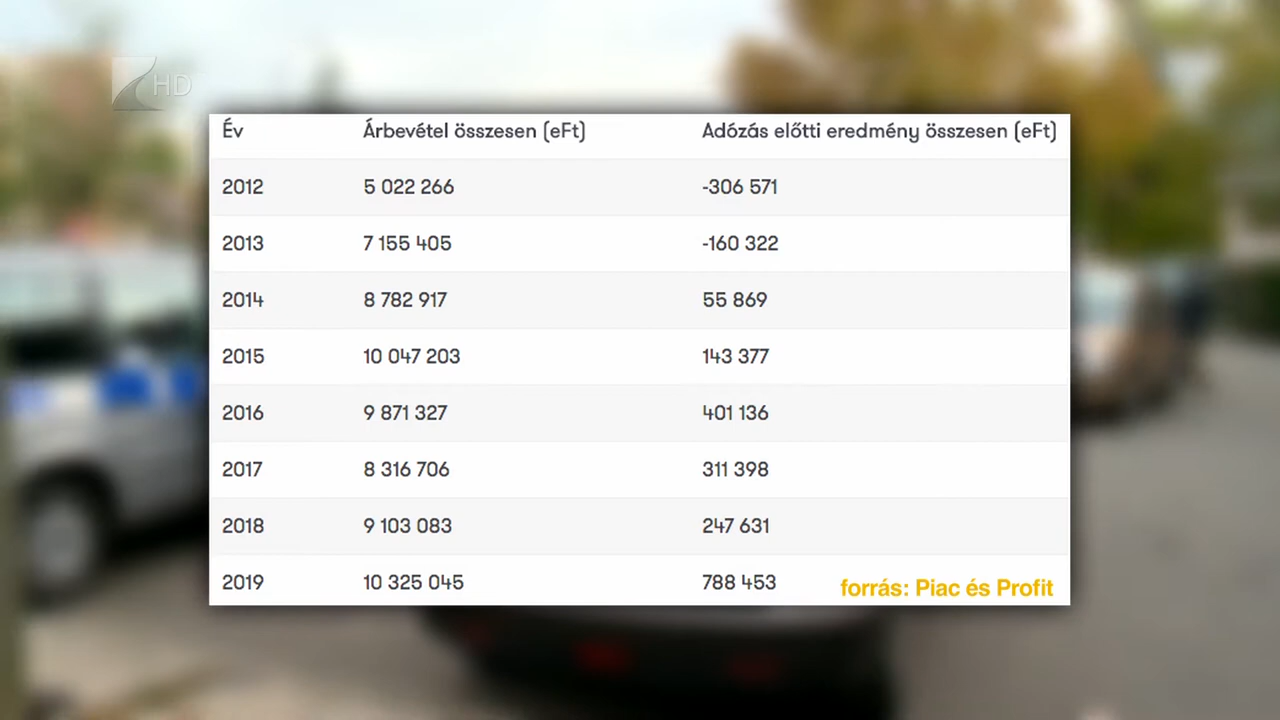 HD
Év Árbevétel összesen (eFt) Adózás előtti eredmény összesen (eFt)
2012 5 022 266 -306 571
2013 7 155 405 -160 322
2014 8 782 917 55 869
2015 10 047 203 143 377
2016 9 871 327 401 136
2017 8 316 706 311 398
2018 9 103 083 247 631
2019 10 325 045 788 453
forrás: Piac és Profit